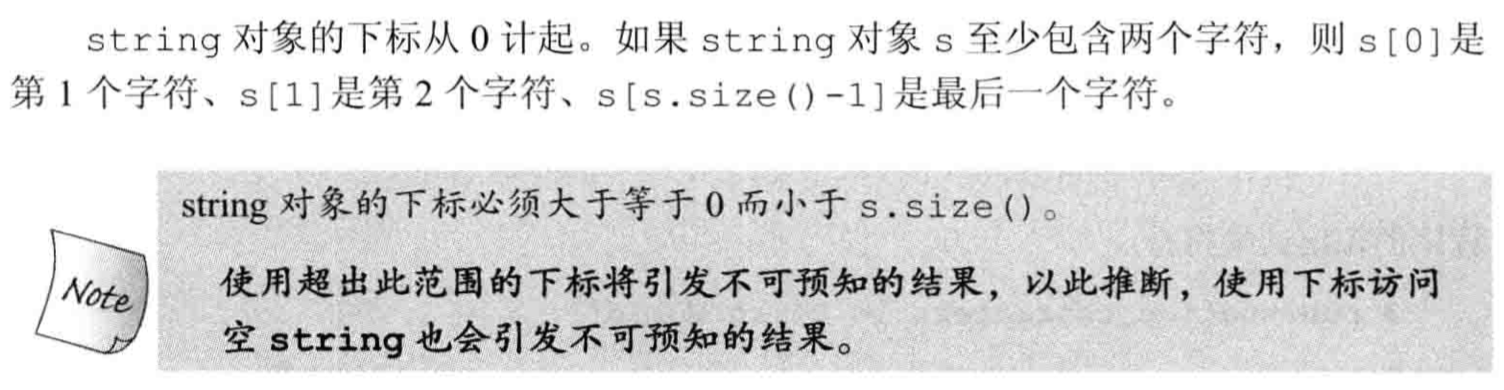 string 对象的下标从 0 计起。如果 string 对象 s 至少包含两个字符，则 s[0]是
第 1 个字符、s[1]是第 2 个字符、s[s.size()-1]是最后一个字符。
string 对象的下标必须大于等于 0 而小于 s.size()。
Note
使用超出此范围的下标将引发不可预知的结果，以此推断，使用下标访问
空 string 也会引发不可预知的结果。